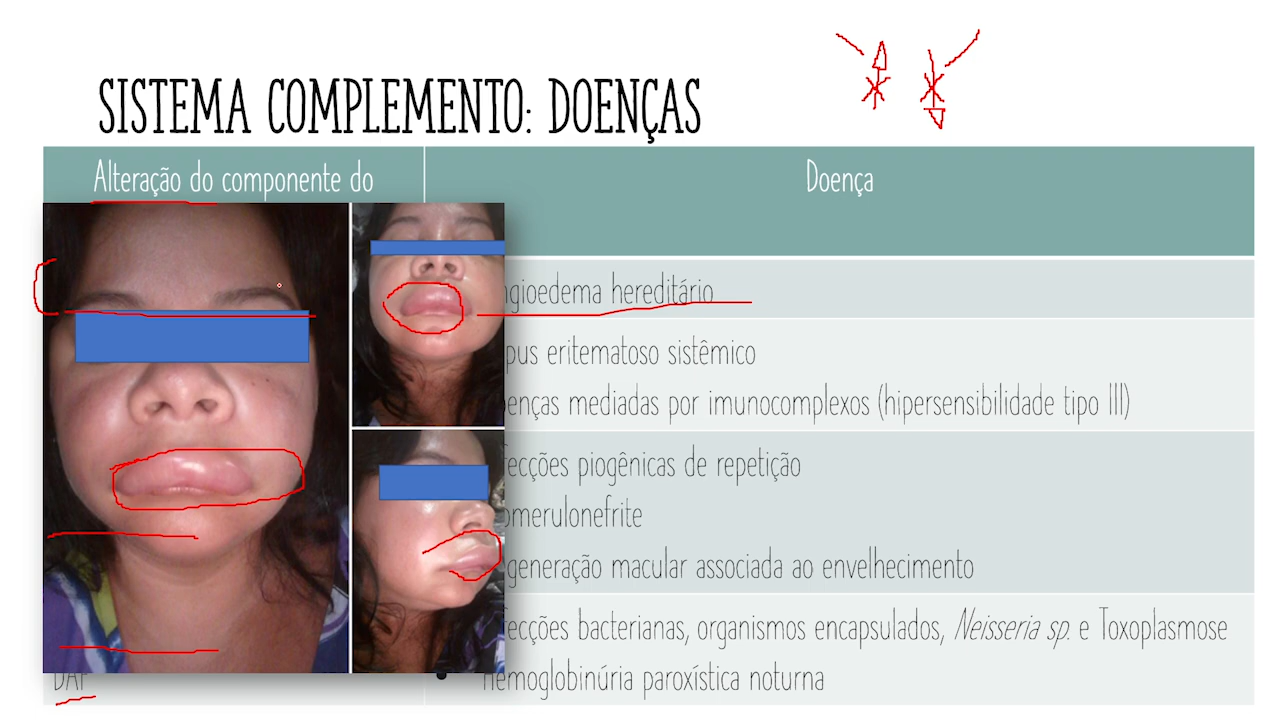 SISTEMA COMPLEMENTO: DOENÇAS
Alteração do componente do
Doença
ngioedema hereditário
pus eritematoso sistêmico
enças mediadas por imunocomplexos (hipersensibilidade tipo III)
fecções piogênicas de repetição
omerulonefrite
generação macular associada ao envelhecimento
fecções bacterianas, organismos encapsulados, Neisseria sp. e Toxoplasmose
DAF
Hemoglobinúria paroxística noturna